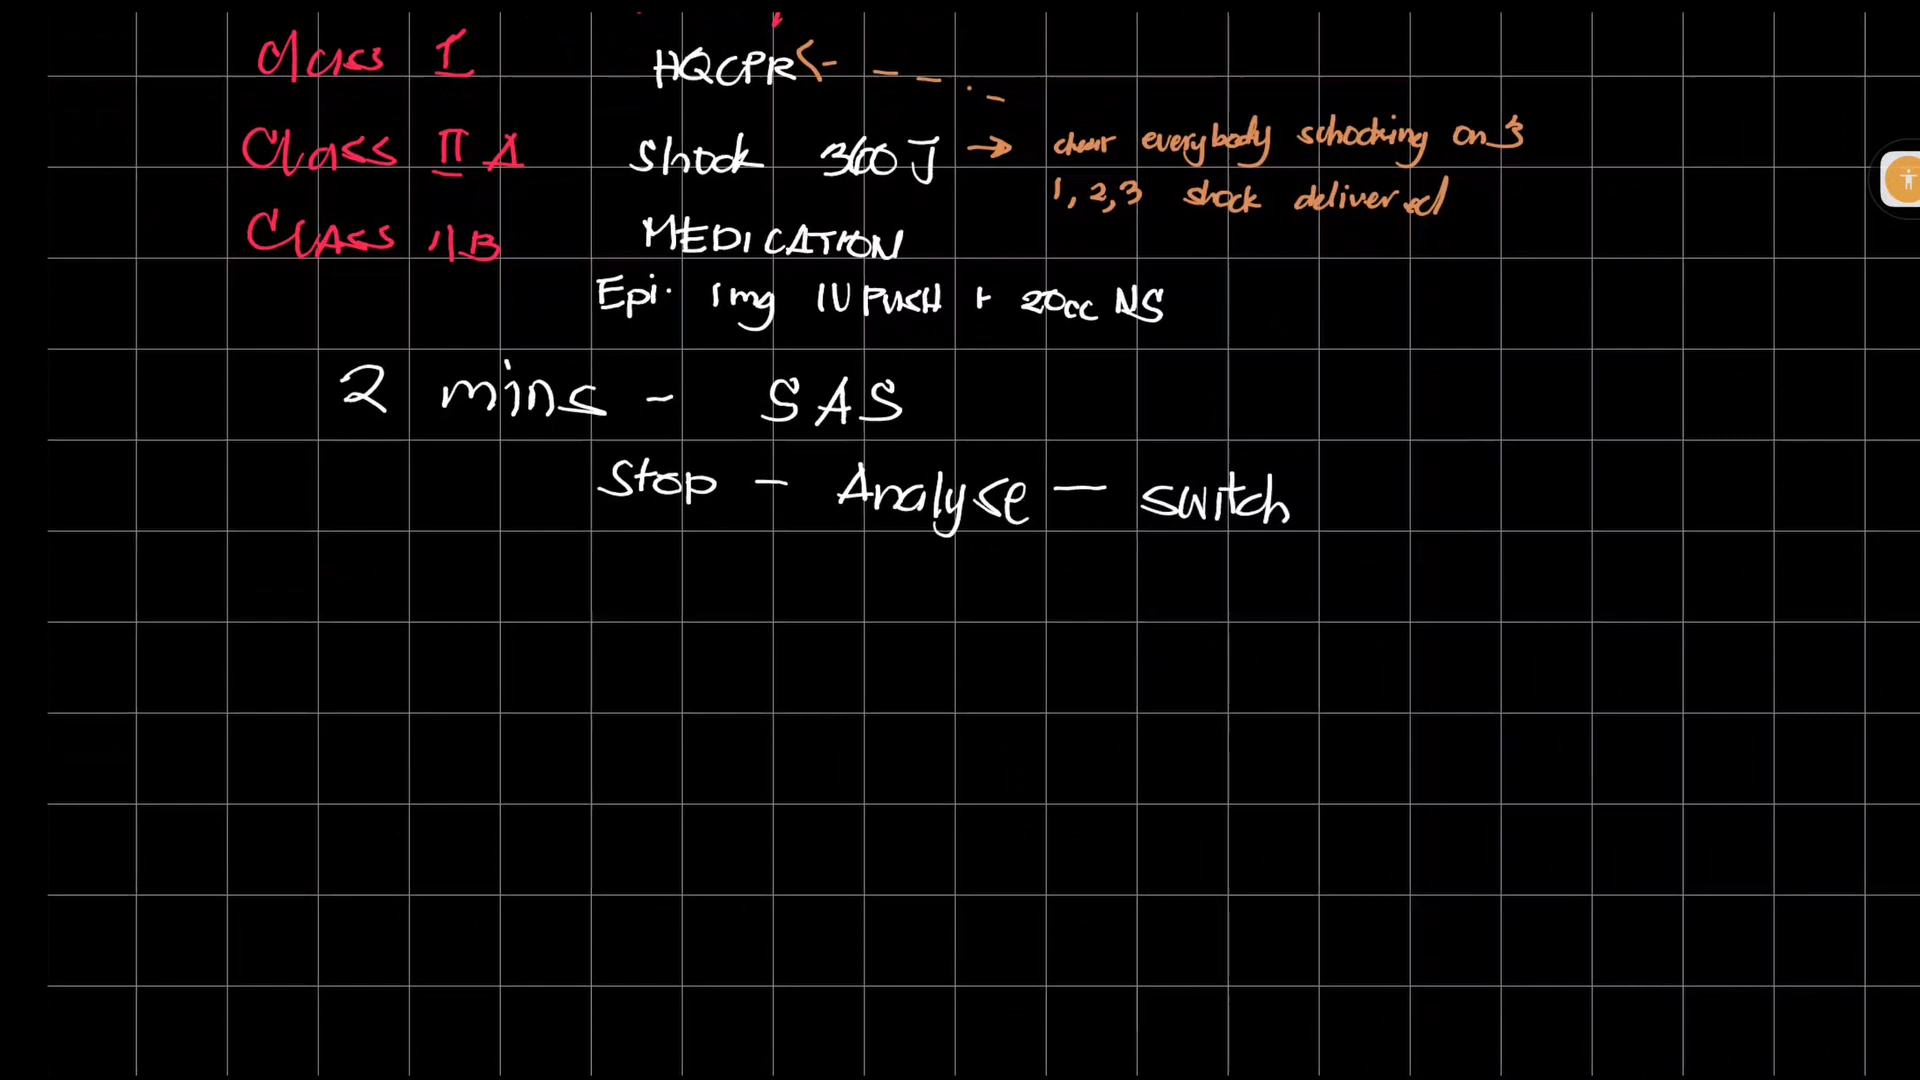 Class I HQCPR
Class II A Shock 360 J → clear everybody schocking on 3
1, 2, 3 shock delivered
CLASS IIB MEDICATION
Epi. 1mg IV PUSH + 20cc NS
2 mins - SAS
Stop - Analyse - switch